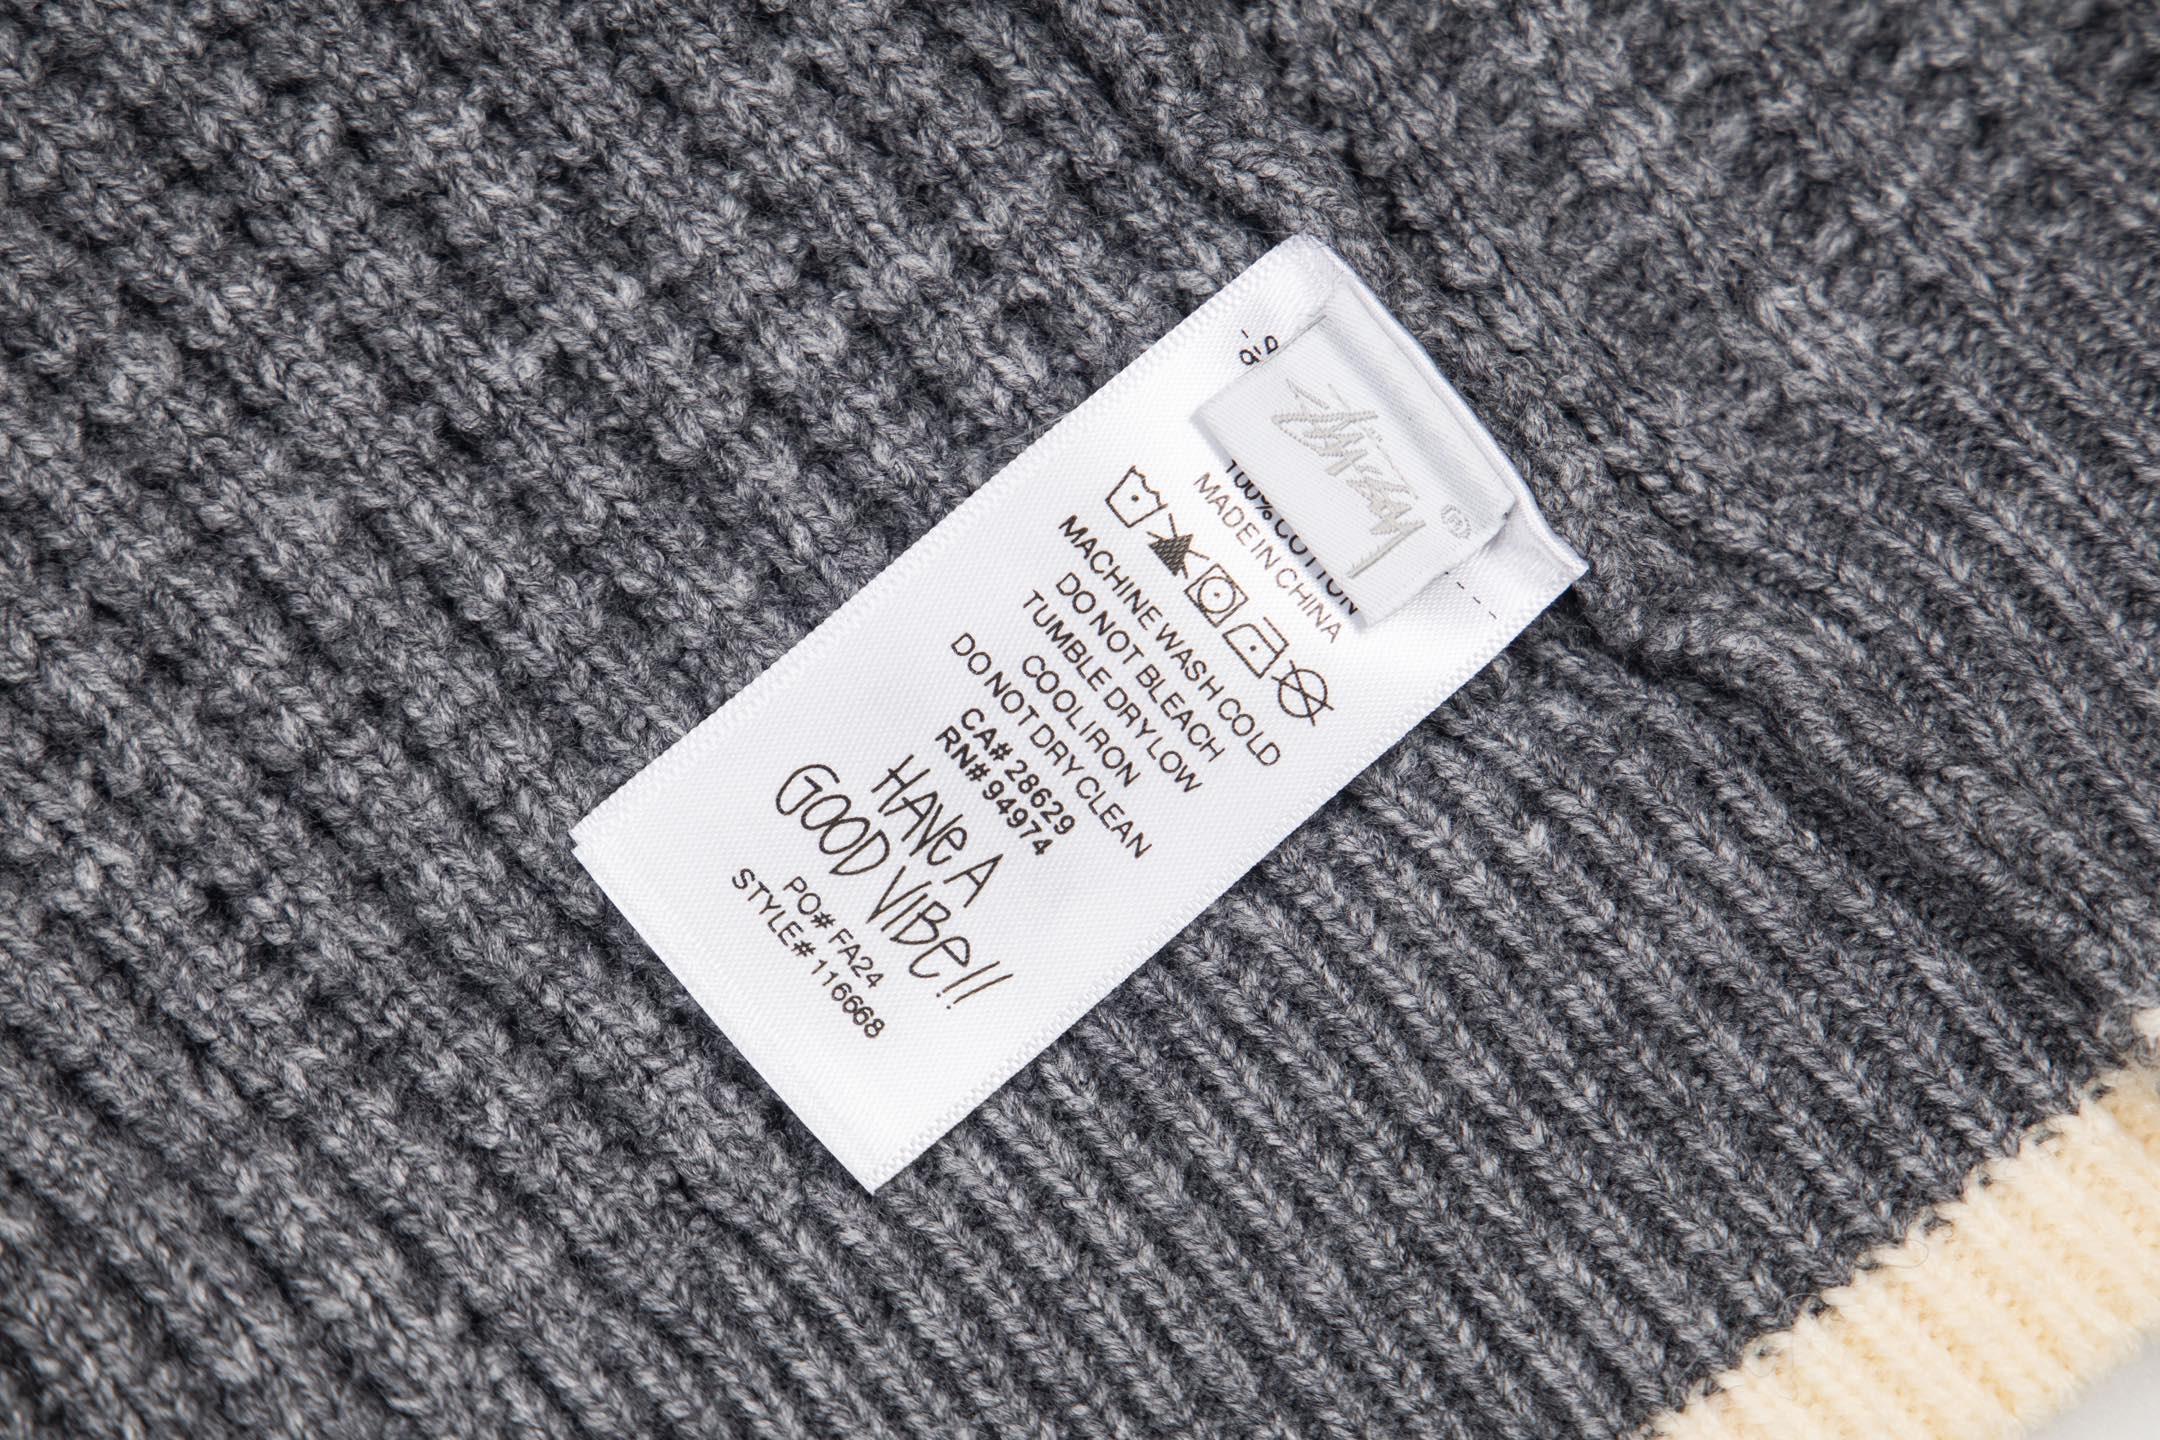 Stüssy ®
100% COTTON
MADE IN CHINA
MACHINE WASH COLD
DO NOT BLEACH
TUMBLE DRY LOW
COOL IRON
DO NOT DRY CLEAN
CA# 28629
RN# 94974
HAVe A
GOOD VIBe!!
PO# FA24
STYLE# 116668